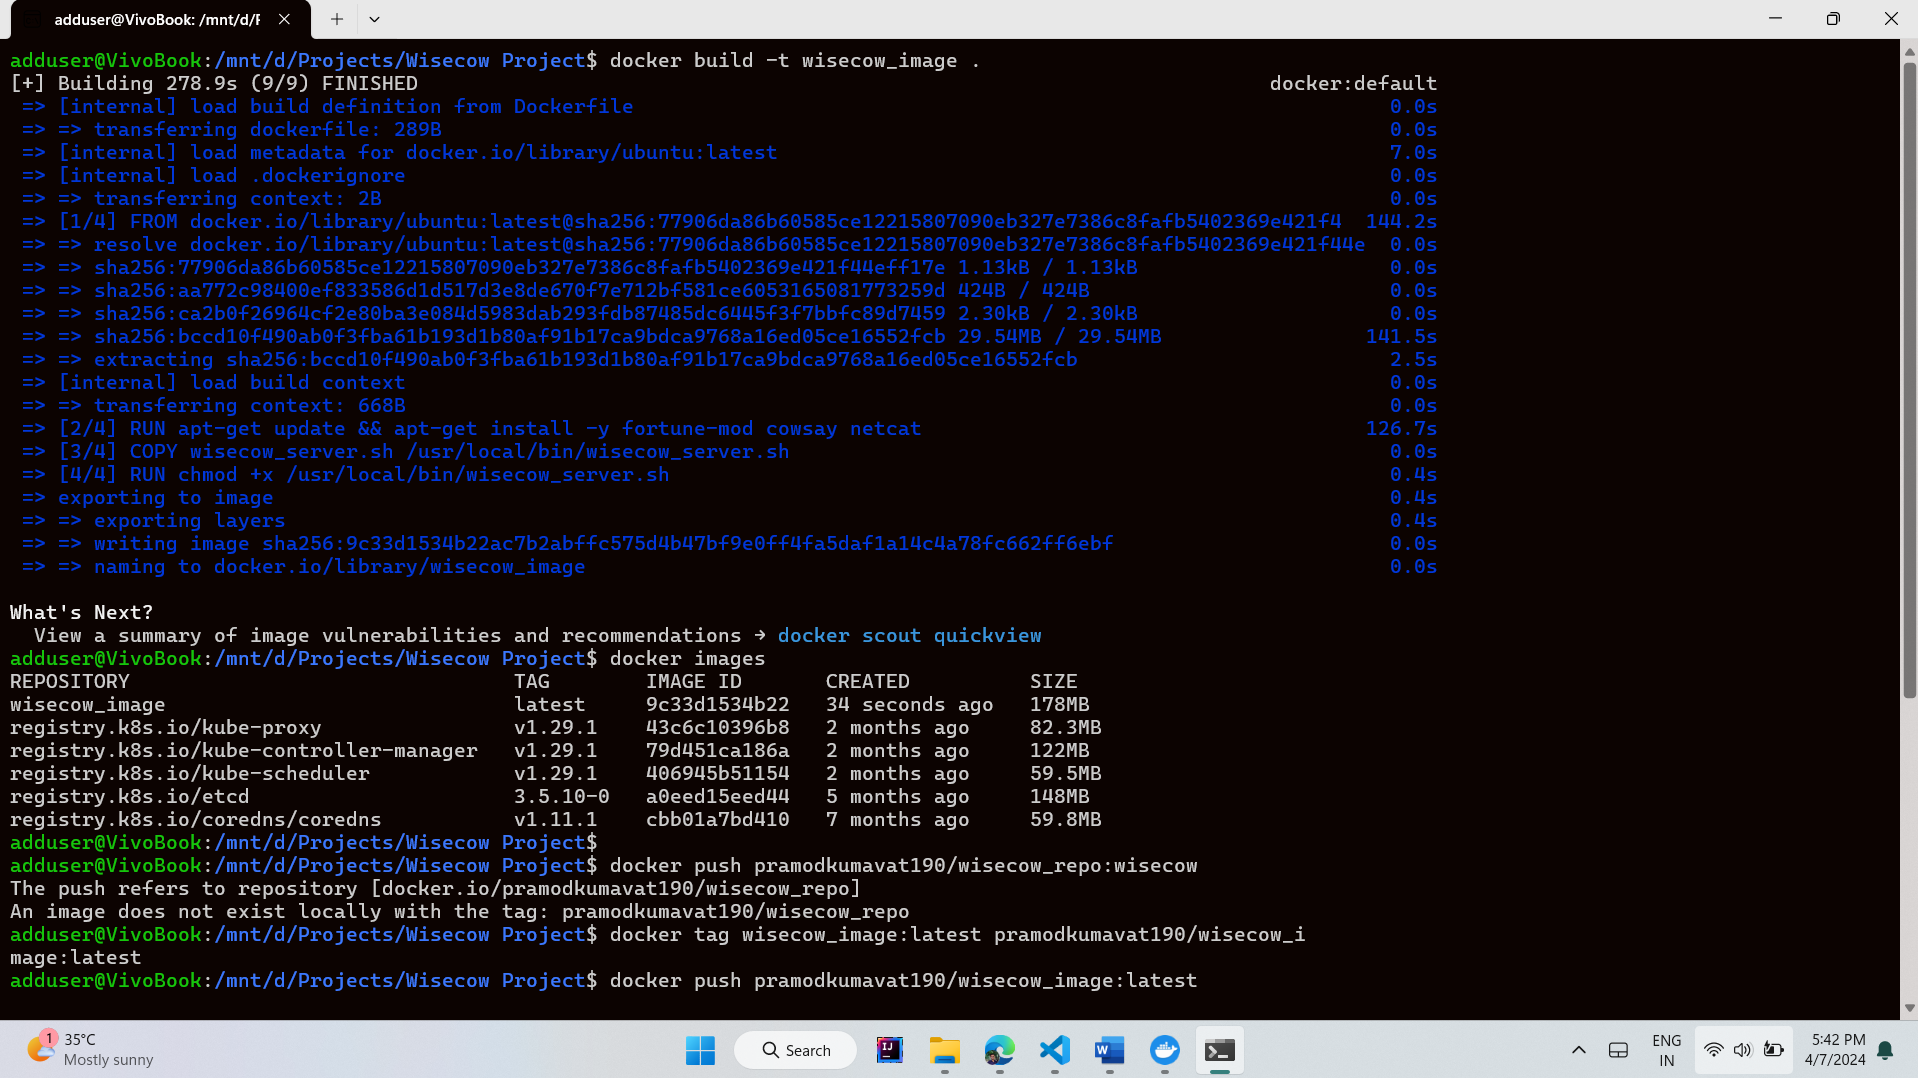 adduser@VivoBook: /mnt/d/P
adduser@VivoBook:/mnt/d/Projects/Wisecow Project$ docker build -t wisecow_image .
[+] Building 278.9s (9/9) FINISHED docker:default
=> [internal] load build definition from Dockerfile 0.0s
=> => transferring dockerfile: 289B 0.0s
=> [internal] load metadata for docker.io/library/ubuntu:latest 7.0s
=> [internal] load .dockerignore 0.0s
=> => transferring context: 2B 0.0s
=> [1/4] FROM docker.io/library/ubuntu:latest@sha256:77906da86b60585ce12215807090eb327e7386c8fafb5402369e421f4 144.2s
=> => resolve docker.io/library/ubuntu:latest@sha256:77906da86b60585ce12215807090eb327e7386c8fafb5402369e421f44e 0.0s
=> => sha256:77906da86b60585ce12215807090eb327e7386c8fafb5402369e421f44eff17e 1.13kB / 1.13kB 0.0s
=> => sha256:aa772c98400ef833586d1d517d3e8de670f7e712bf581ce6053165081773259d 424B / 424B 0.0s
=> => sha256:ca2b0f26964cf2e80ba3e084d5983dab293fdb87485dc6445f3f7bbfc89d7459 2.30kB / 2.30kB 0.0s
=> => sha256:bccd10f490ab0f3fba61b193d1b80af91b17ca9bdca9768a16ed05ce16552fcb 29.54MB / 29.54MB 141.5s
=> => extracting sha256:bccd10f490ab0f3fba61b193d1b80af91b17ca9bdca9768a16ed05ce16552fcb 2.5s
=> [internal] load build context 0.0s
=> => transferring context: 668B 0.0s
=> [2/4] RUN apt-get update && apt-get install -y fortune-mod cowsay netcat 126.7s
=> [3/4] COPY wisecow_server.sh /usr/local/bin/wisecow_server.sh 0.0s
=> [4/4] RUN chmod +x /usr/local/bin/wisecow_server.sh 0.4s
=> exporting to image 0.4s
=> => exporting layers 0.4s
=> => writing image sha256:9c33d1534b22ac7b2abffc575d4b47bf9e0ff4fa5daf1a14c4a78fc662ff6ebf 0.0s
=> => naming to docker.io/library/wisecow_image 0.0s
What's Next?
View a summary of image vulnerabilities and recommendations → docker scout quickview
adduser@VivoBook:/mnt/d/Projects/Wisecow Project$ docker images
REPOSITORY TAG IMAGE ID CREATED SIZE
wisecow_image latest 9c33d1534b22 34 seconds ago 178MB
registry.k8s.io/kube-proxy v1.29.1 43c6c10396b8 2 months ago 82.3MB
registry.k8s.io/kube-controller-manager v1.29.1 79d451ca186a 2 months ago 122MB
registry.k8s.io/kube-scheduler v1.29.1 406945b51154 2 months ago 59.5MB
registry.k8s.io/etcd 3.5.10-0 a0eed15eed44 5 months ago 148MB
registry.k8s.io/coredns/coredns v1.11.1 cbb01a7bd410 7 months ago 59.8MB
adduser@VivoBook:/mnt/d/Projects/Wisecow Project$
adduser@VivoBook:/mnt/d/Projects/Wisecow Project$ docker push pramodkumavat190/wisecow_repo:wisecow
The push refers to repository [docker.io/pramodkumavat190/wisecow_repo]
An image does not exist locally with the tag: pramodkumavat190/wisecow_repo
adduser@VivoBook:/mnt/d/Projects/Wisecow Project$ docker tag wisecow_image:latest pramodkumavat190/wisecow_i
mage:latest
adduser@VivoBook:/mnt/d/Projects/Wisecow Project$ docker push pramodkumavat190/wisecow_image:latest
1
35°C
Mostly sunny
Search
IJ
W
ENG
IN
5:42 PM
4/7/2024